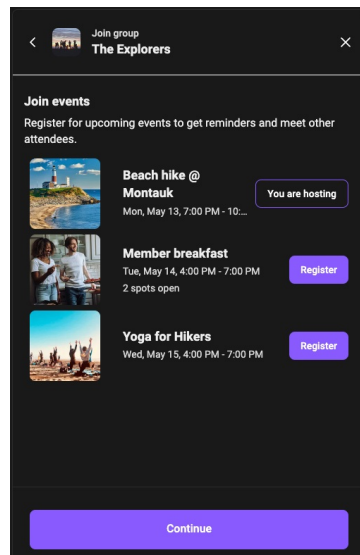 Join group
The Explorers
Join events
Register for upcoming events to get reminders and meet other
attendees.
Beach hike @
Montauk
Mon, May 13, 7:00 PM - 10:...
You are hosting
Member breakfast
Tue, May 14, 4:00 PM - 7:00 PM
2 spots open
Register
Yoga for Hikers
Wed, May 15, 4:00 PM - 7:00 PM
Register
Continue